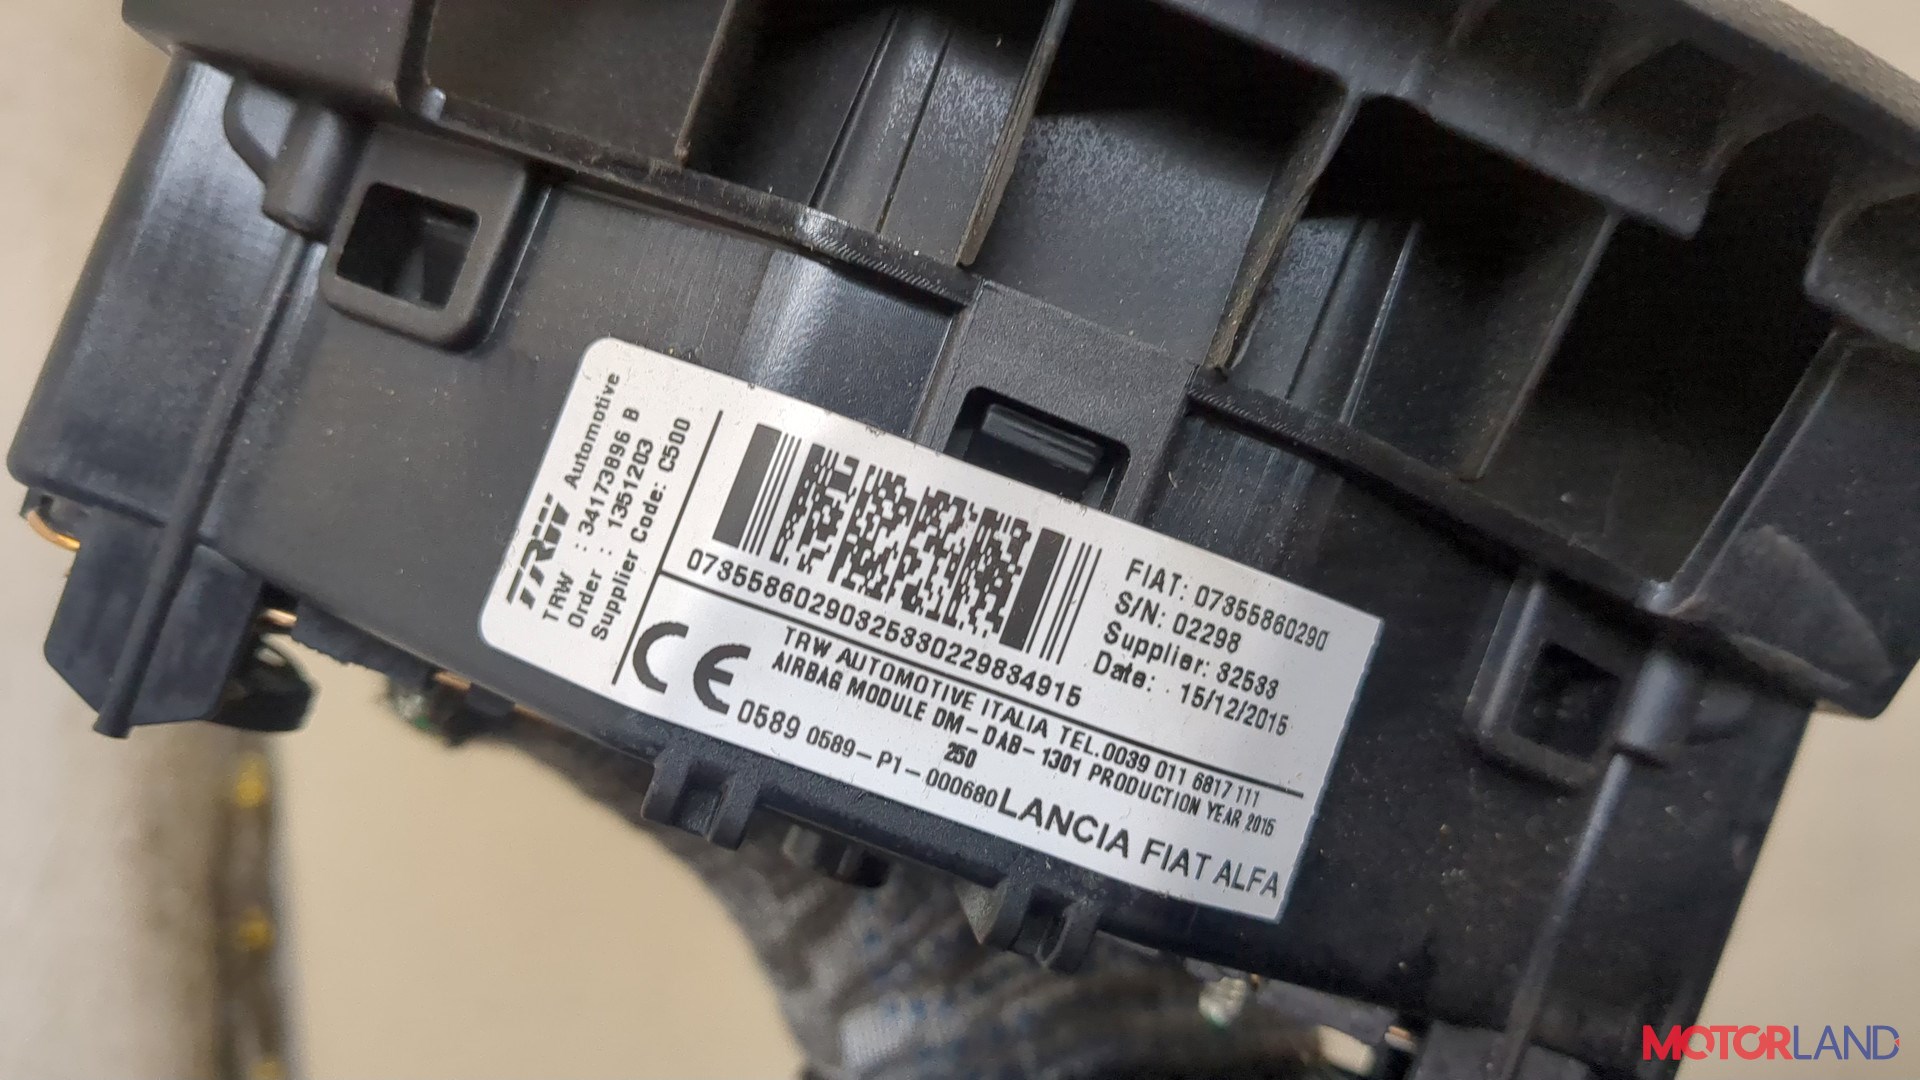 TRW Automotive
TRW : 34173896 B
Order : 1351203
Supplier Code: C500
07355860290325330229834915
FIAT: 07355860290
S/N: 02298
Supplier: 32533
Date: 15/12/2015
TRW AUTOMOTIVE ITALIA TEL.0039 011 6817 111
AIRBAG MODULE DM-DAB-1301 PRODUCTION YEAR 2015
250
CE 0589 0589-P1-000680 LANCIA FIAT ALFA
MOTORLAND